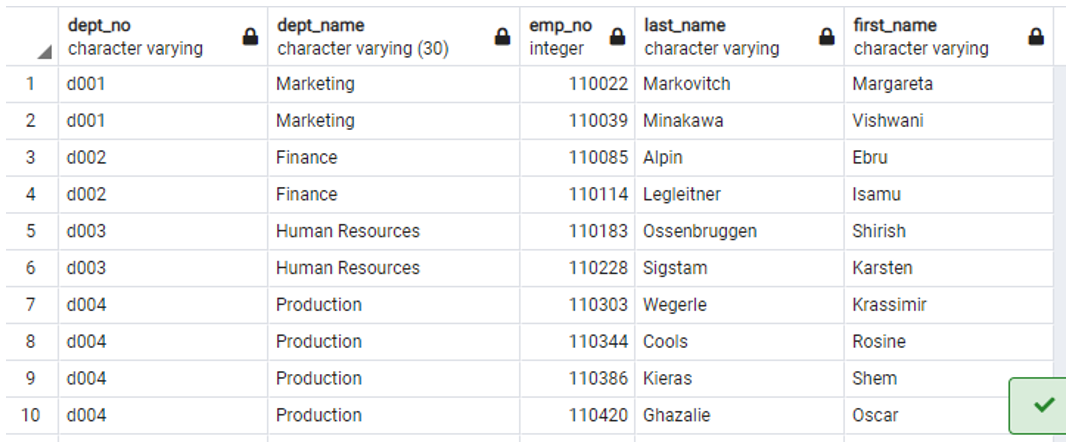 dept_no dept_name emp_no last_name first_name
character varying character varying (30) integer character varying character varying
1 d001 Marketing 110022 Markovitch Margareta
2 d001 Marketing 110039 Minakawa Vishwani
3 d002 Finance 110085 Alpin Ebru
4 d002 Finance 110114 Legleitner Isamu
5 d003 Human Resources 110183 Ossenbruggen Shirish
6 d003 Human Resources 110228 Sigstam Karsten
7 d004 Production 110303 Wegerle Krassimir
8 d004 Production 110344 Cools Rosine
9 d004 Production 110386 Kieras Shem
10 d004 Production 110420 Ghazalie Oscar